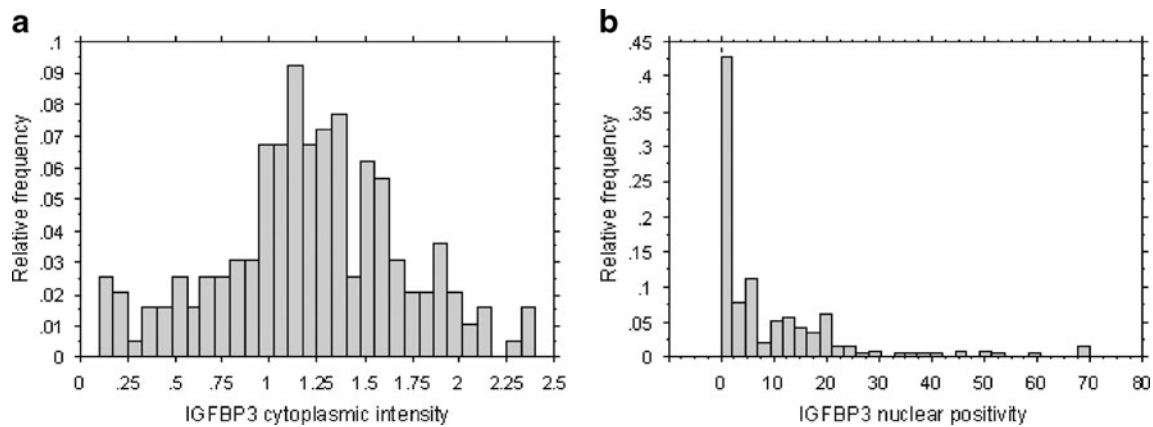 a
.1
.09
.08
.07
.06
.05
.04
.03
.02
.01
0
Relative frequency
0 .25 .5 .75 1 1.25 1.5 1.75 2 2.25 2.5
IGFBP3 cytoplasmic intensity
b
.45
.4
.35
.3
.25
.2
.15
.1
.05
0
Relative frequency
0 10 20 30 40 50 60 70 80
IGFBP3 nuclear positivity